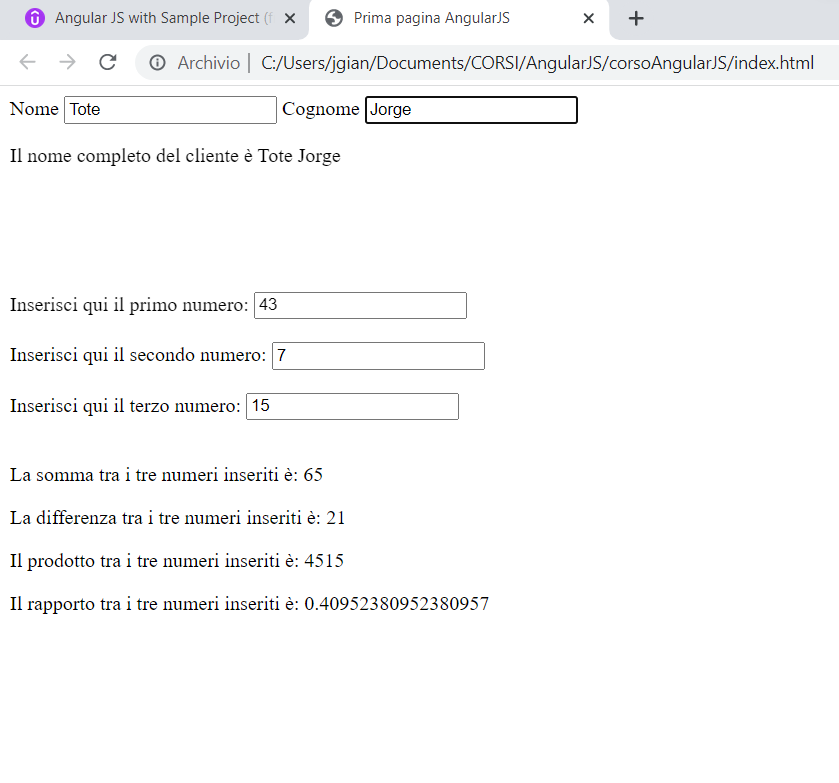 Angular JS with Sample Project (f
Prima pagina AngularJS
Archivio | C:/Users/jgian/Documents/CORSI/AngularJS/corsoAngularJS/index.html
Nome Tote Cognome Jorge
Il nome completo del cliente è Tote Jorge
Inserisci qui il primo numero: 43
Inserisci qui il secondo numero: 7
Inserisci qui il terzo numero: 15
La somma tra i tre numeri inseriti è: 65
La differenza tra i tre numeri inseriti è: 21
Il prodotto tra i tre numeri inseriti è: 4515
Il rapporto tra i tre numeri inseriti è: 0.40952380952380957